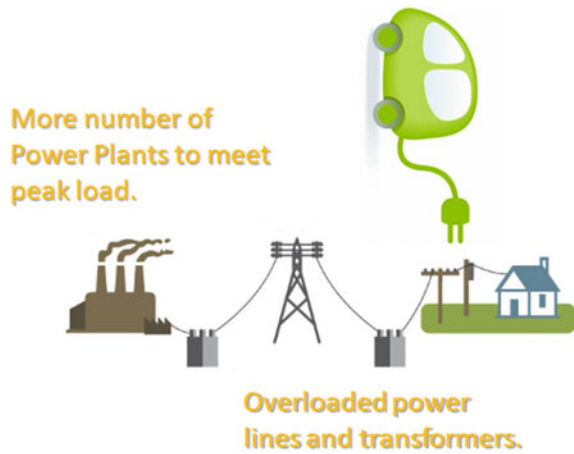 More number of
Power Plants to meet
peak load.
Overloaded power
lines and transformers.